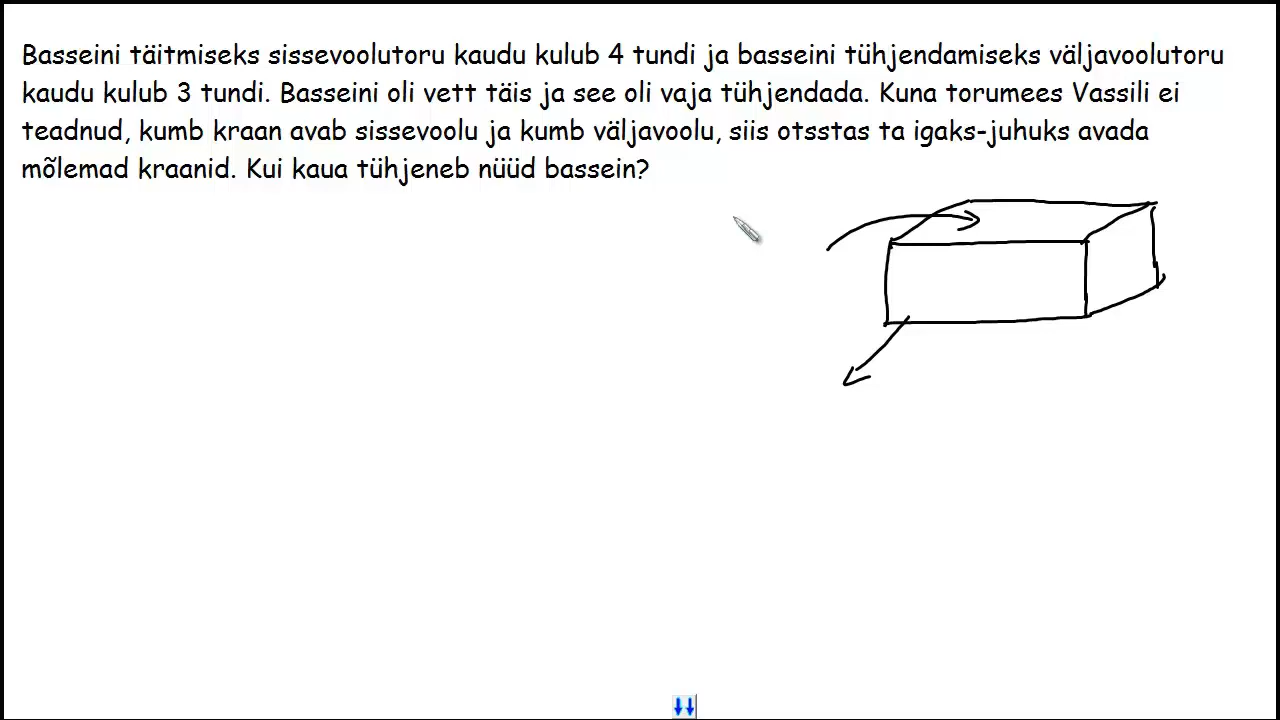 Basseini täitmiseks sissevoolutoru kaudu kulub 4 tundi ja basseini tühjendamiseks väljavoolutoru
kaudu kulub 3 tundi. Basseini oli vett täis ja see oli vaja tühjendada. Kuna torumees Vassili ei
teadnud, kumb kraan avab sissevoolu ja kumb väljavoolu, siis otsstas ta igaks-juhuks avada
mõlemad kraanid. Kui kaua tühjeneb nüüd bassein?